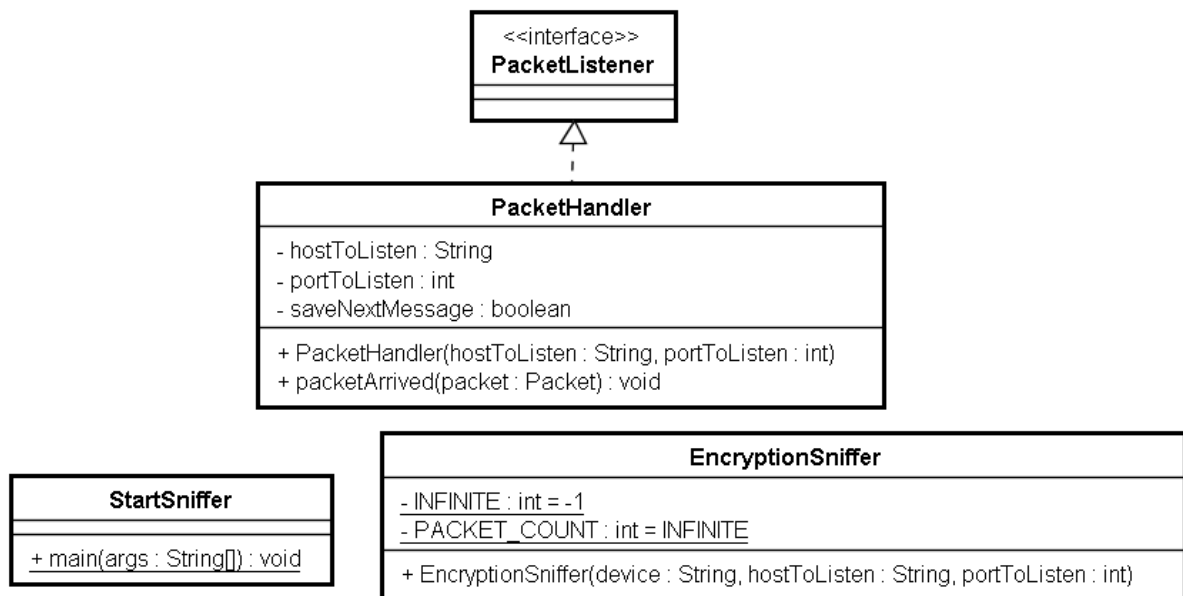 <<interface>>
PacketListener
PacketHandler
- hostToListen : String
- portToListen : int
- saveNextMessage : boolean
+ PacketHandler(hostToListen : String, portToListen : int)
+ packetArrived(packet : Packet) : void
StartSniffer
+ main(args : String[]) : void
EncryptionSniffer
- INFINITE : int = -1
- PACKET_COUNT : int = INFINITE
+ EncryptionSniffer(device : String, hostToListen : String, portToListen : int)